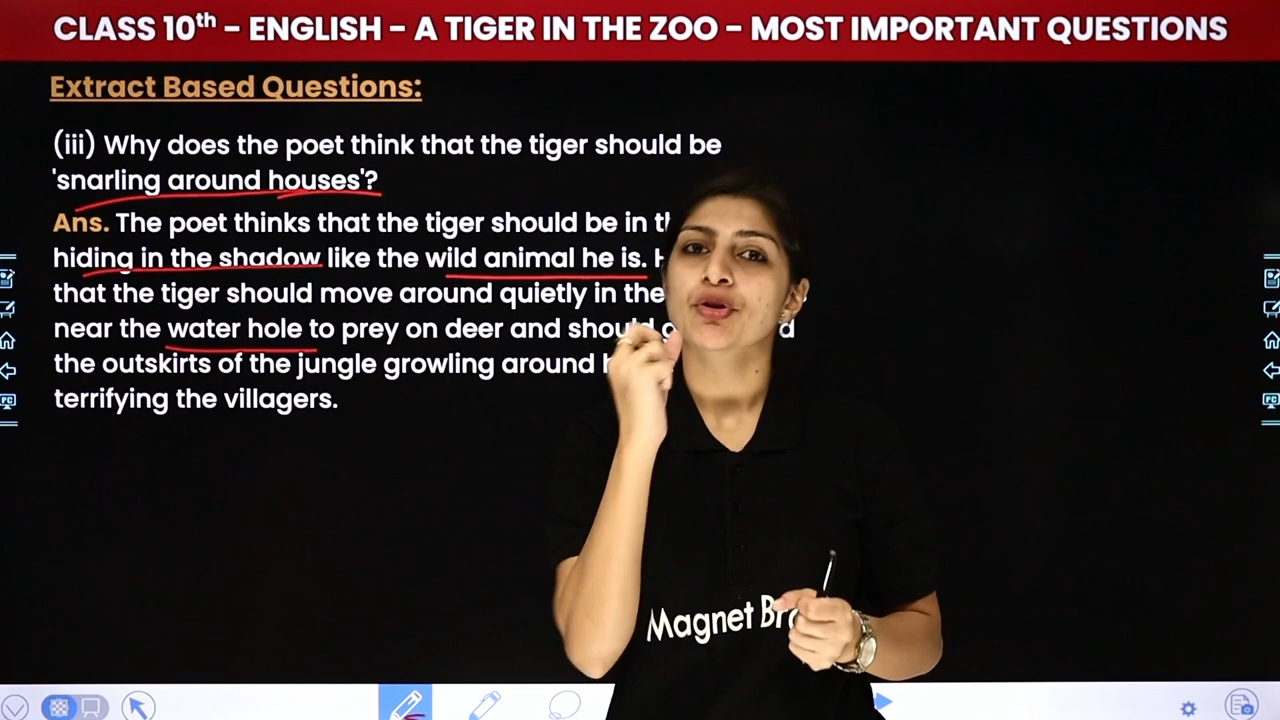 CLASS 10th - ENGLISH - A TIGER IN THE ZOO - MOST IMPORTANT QUESTIONS
Extract Based Questions:
(iii) Why does the poet think that the tiger should be
'snarling around houses'?
Ans. The poet thinks that the tiger should be in
hiding in the shadow like the wild animal he is.
that the tiger should move around quietly in the
near the water hole to prey on deer and should
the outskirts of the jungle growling around
terrifying the villagers.
Magnet